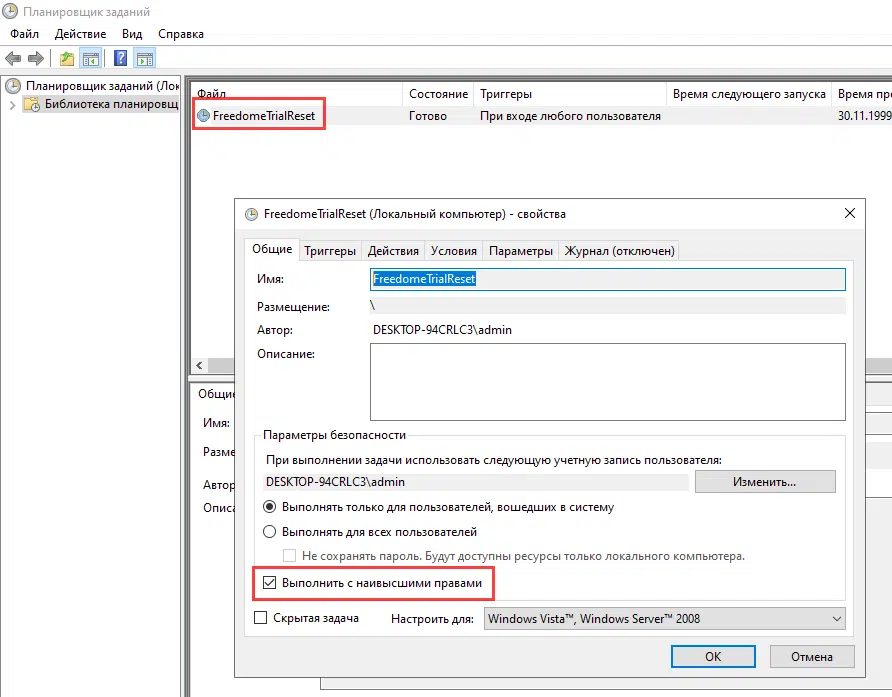 Планировщик заданий
Файл Действие Вид Справка
Планировщик заданий (Лок
Библиотека планировщ
Файл Состояние Триггеры Время следующего запуска Время пр
FreedomeTrialReset Готово При входе любого пользователя 30.11.1999
FreedomeTrialReset (Локальный компьютер) - свойства
Общие Триггеры Действия Условия Параметры Журнал (отключен)
Имя: FreedomeTrialReset
Размещение: \
Автор: DESKTOP-94CRLC3\admin
Описание:
Общие
Имя:
Разме
Автор
Описа
Параметры безопасности
При выполнении задачи использовать следующую учетную запись пользователя:
DESKTOP-94CRLC3\admin Изменить...
Выполнять только для пользователей, вошедших в систему
Выполнять для всех пользователей
Не сохранять пароль. Будут доступны ресурсы только локального компьютера.
Выполнить с наивысшими правами
Скрытая задача Настроить для: Windows Vista™, Windows Server™ 2008
ОК Отмена